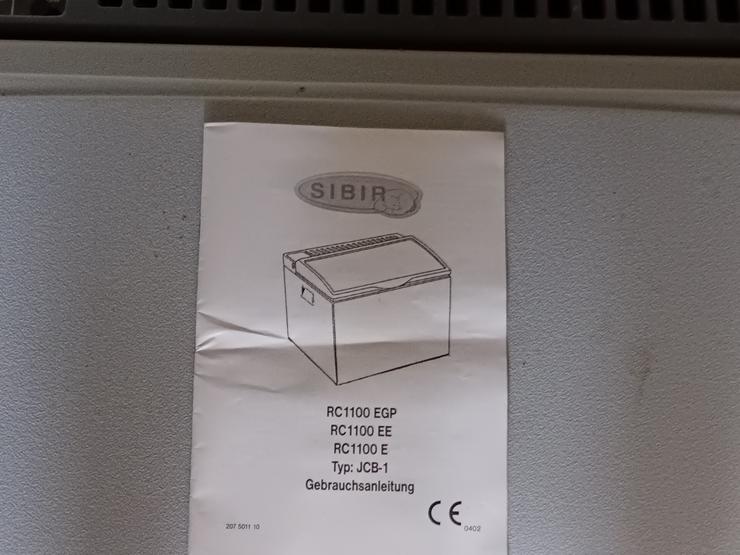 SIBIR
RC1100 EGP
RC1100 EE
RC1100 E
Typ: JCB-1
Gebrauchsanleitung
207 5011 10
CE
0402